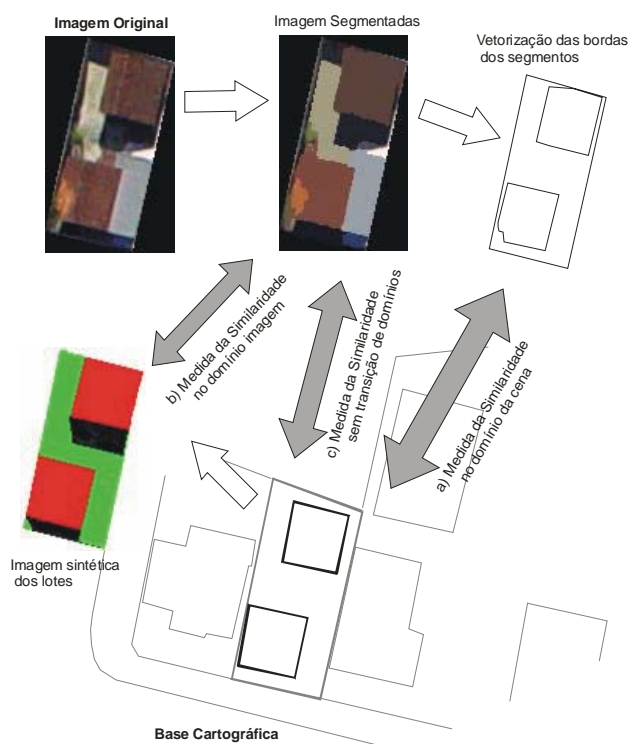 Imagem Original
Imagem Segmentadas
Vetorização das bordas
dos segmentos
b) Medida da Similaridade
no domínio imagem
c) Medida da Similaridade
sem transição de domínios
a) Medida da Similaridade
no domínio da cena
Imagem sintética
dos lotes
Base Cartográfica